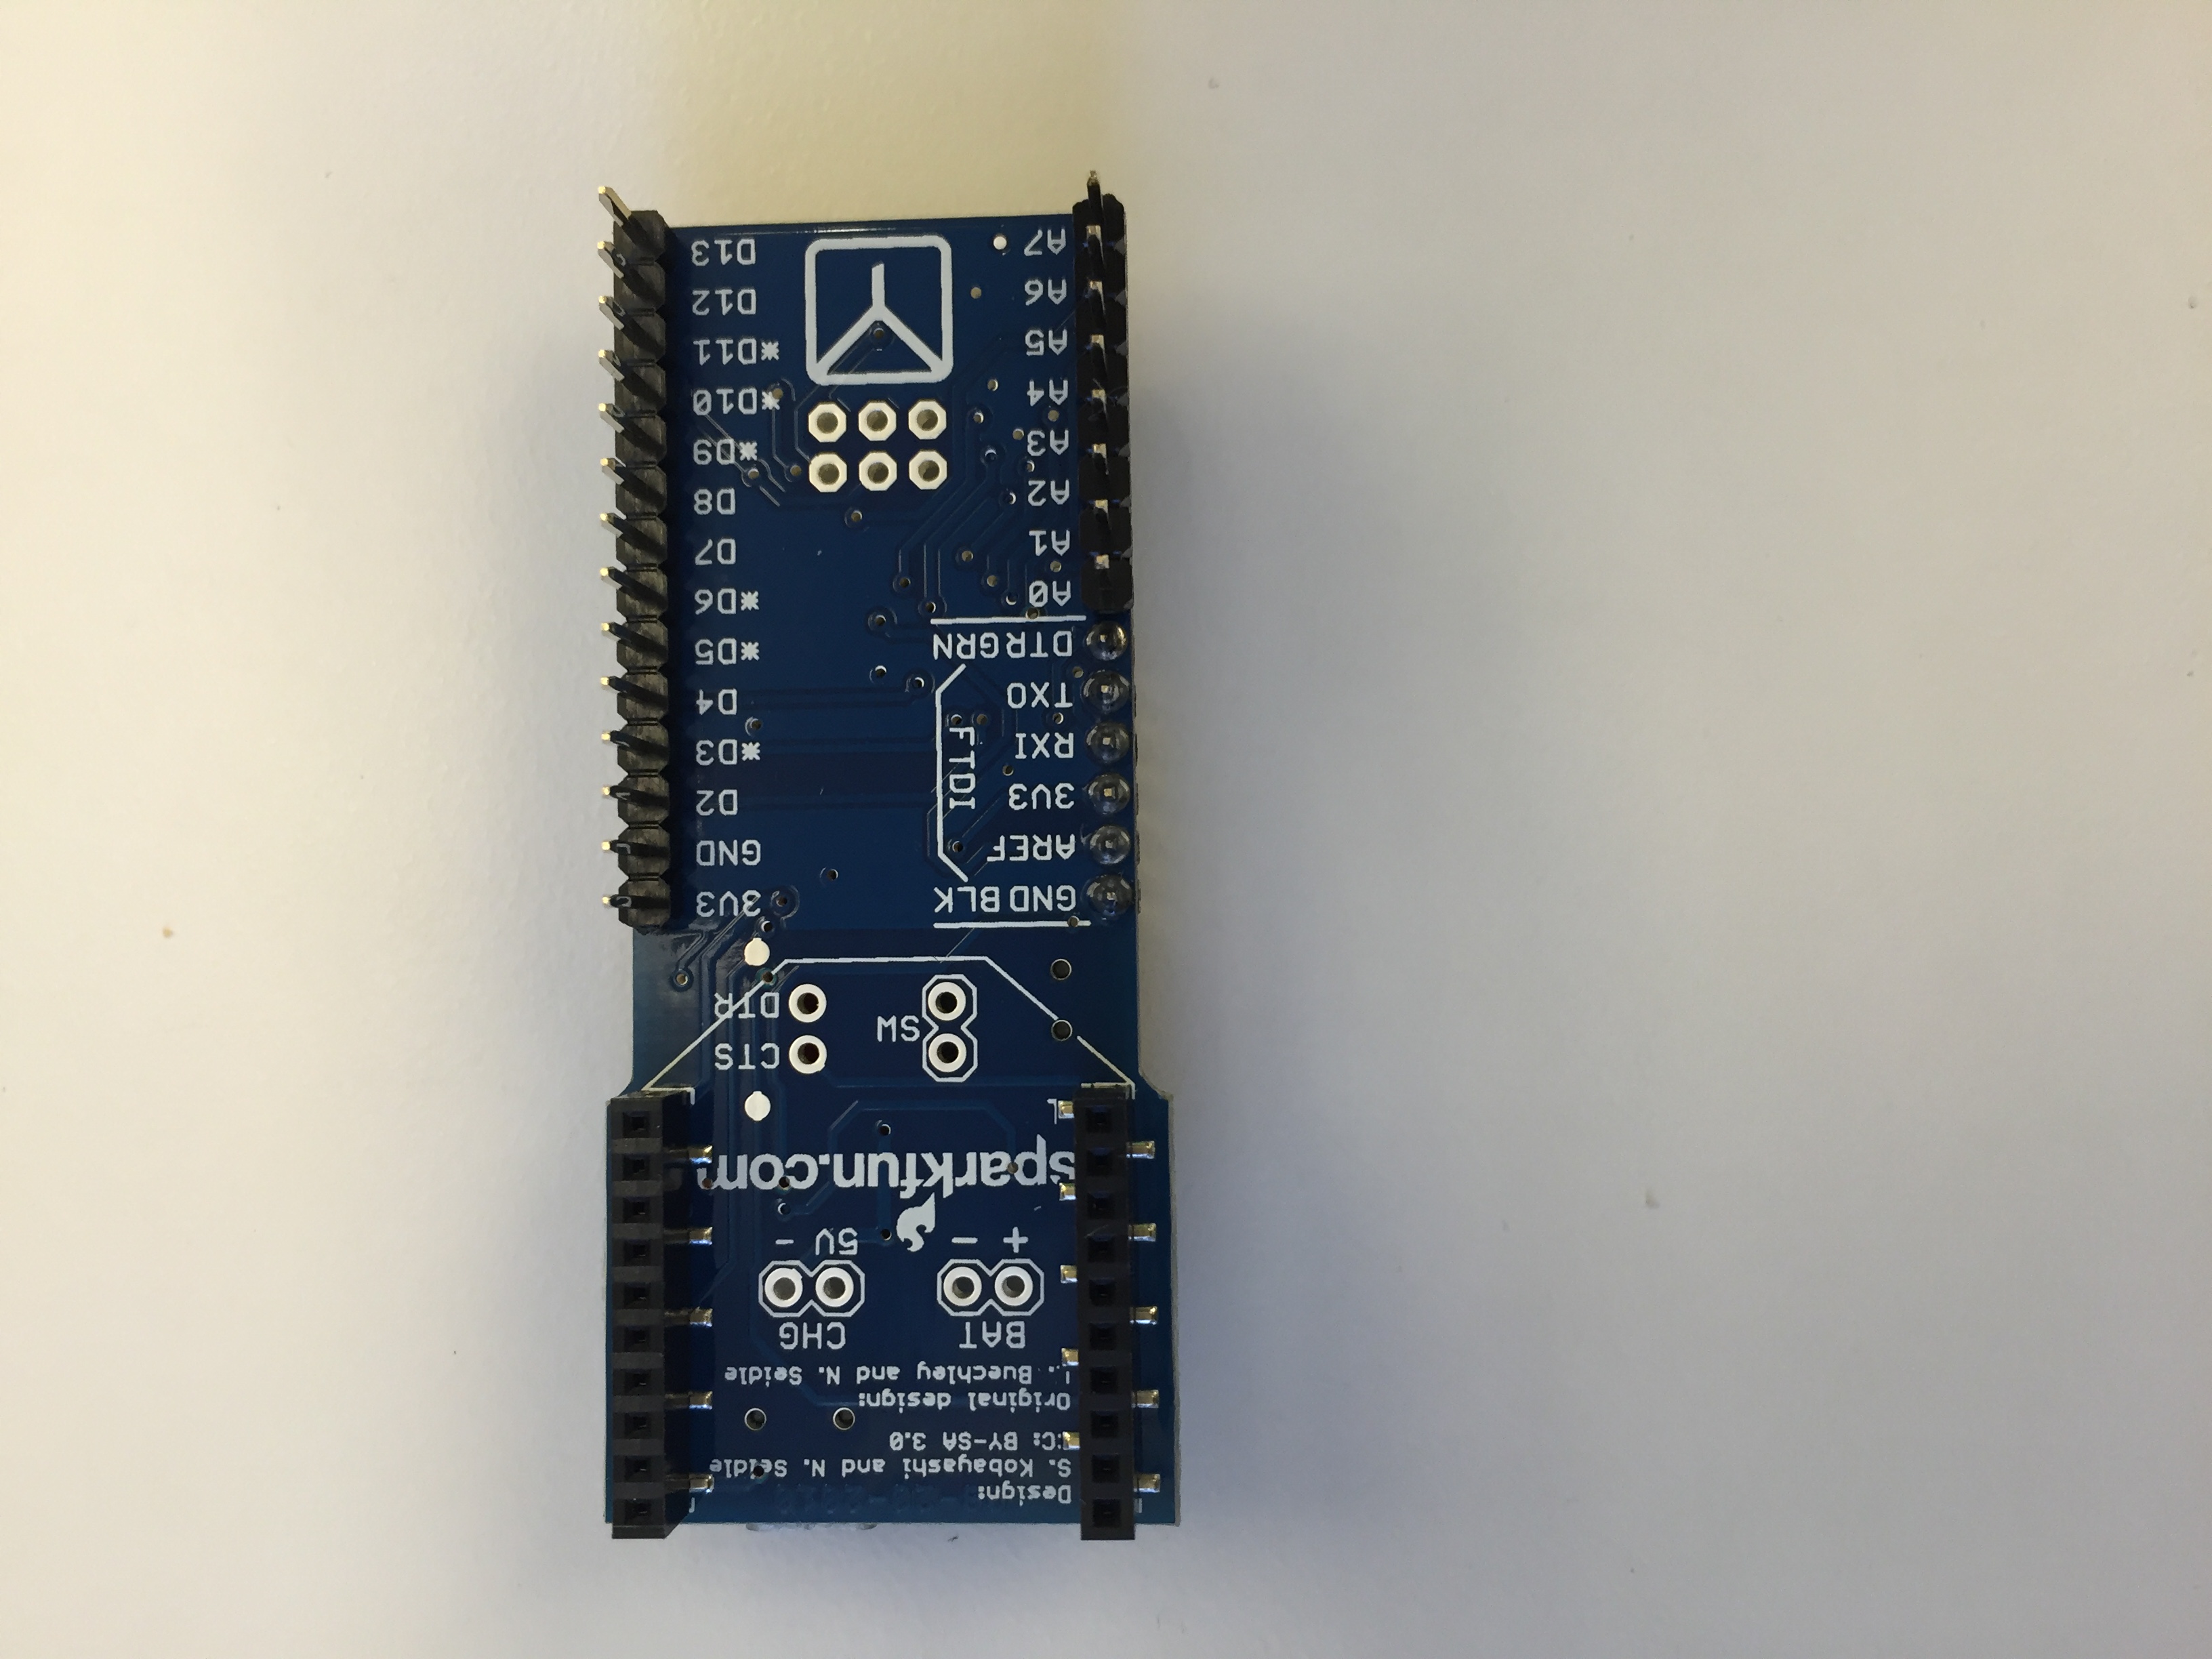 Design:
S. Kobayashi and N. Seidle
CC: BY-SA 3.0
Original design:
L. Buechley and N. Seidle
BAT
+ -
CHG
5V -
sparkfun.com
SW
CTS
DTR
3V3
GND
D2
*D3
D4
*D5
*D6
D7
D8
*D9
*D10
*D11
D12
D13
FTDI
GND BLK
AREF
3V3
RXI
TXO
DTR GRN
A0
A1
A2
A3
A4
A5
A6
A7